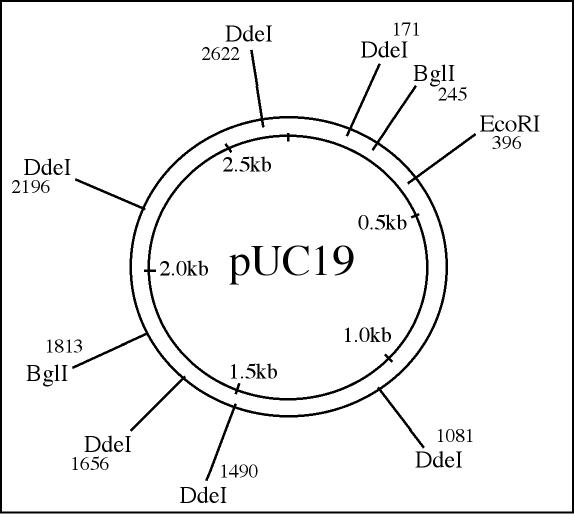 DdeI
2622
171
DdeI
BglI
245
EcoRI
396
DdeI
2196
2.5kb
0.5kb
pUC19
2.0kb
1.0kb
1813
BglI
1.5kb
DdeI
1656
1490
DdeI
1081
DdeI